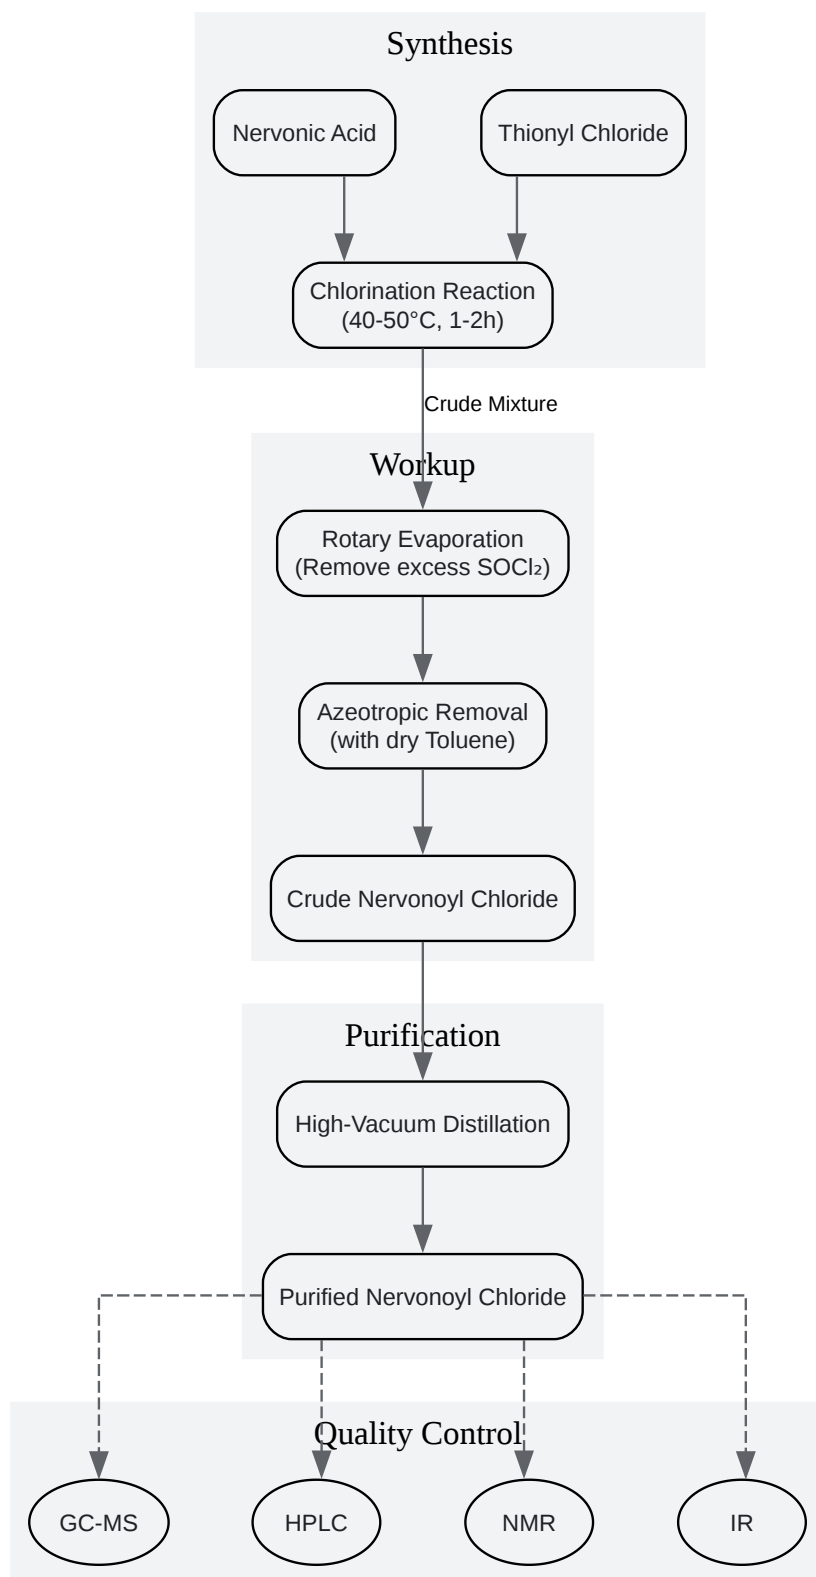 Synthesis
Nervonic Acid
Thionyl Chloride
Chlorination Reaction
(40-50°C, 1-2h)
Crude Mixture
Workup
Rotary Evaporation
(Remove excess SOCl₂)
Azeotropic Removal
(with dry Toluene)
Crude Nervonoyl Chloride
Purification
High-Vacuum Distillation
Purified Nervonoyl Chloride
Quality Control
GC-MS
HPLC
NMR
IR